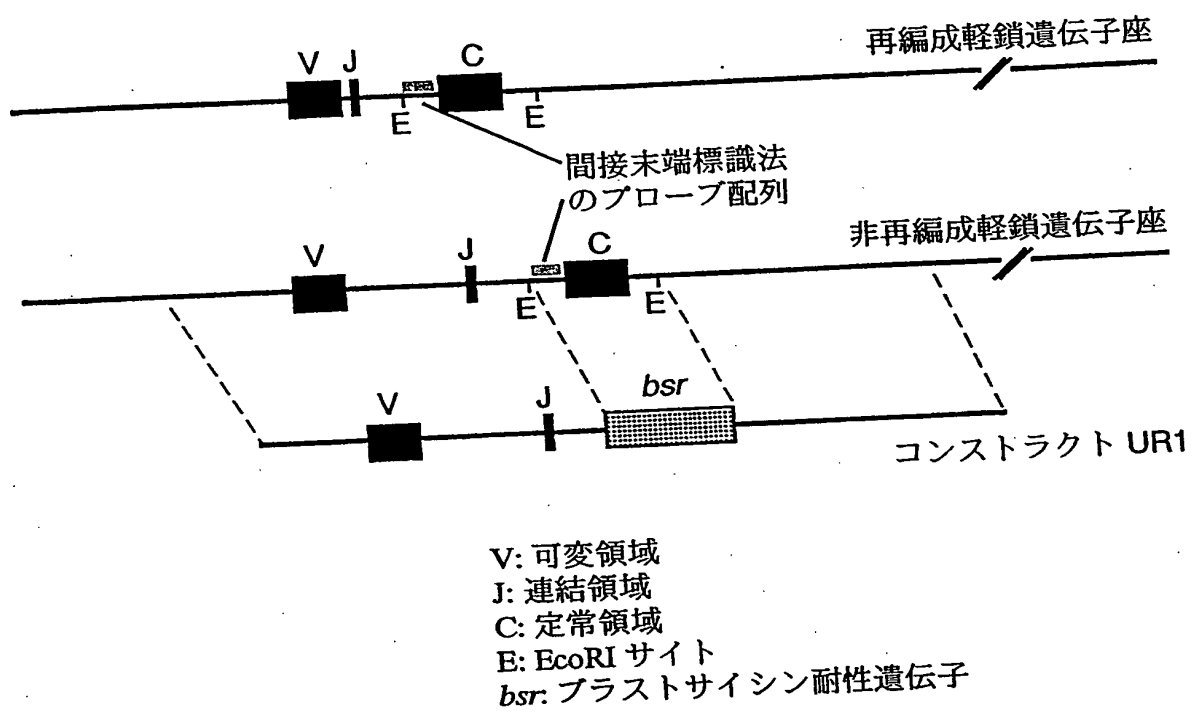 再編成軽鎖遺伝子座
V J C
E E
間接末端標識法
のプローブ配列
非再編成軽鎖遺伝子座
V J C
E E
bsr
V J
コンストラクト UR1
V: 可変領域
J: 連結領域
C: 定常領域
E: EcoRI サイト
bsr: ブラストサイシン耐性遺伝子